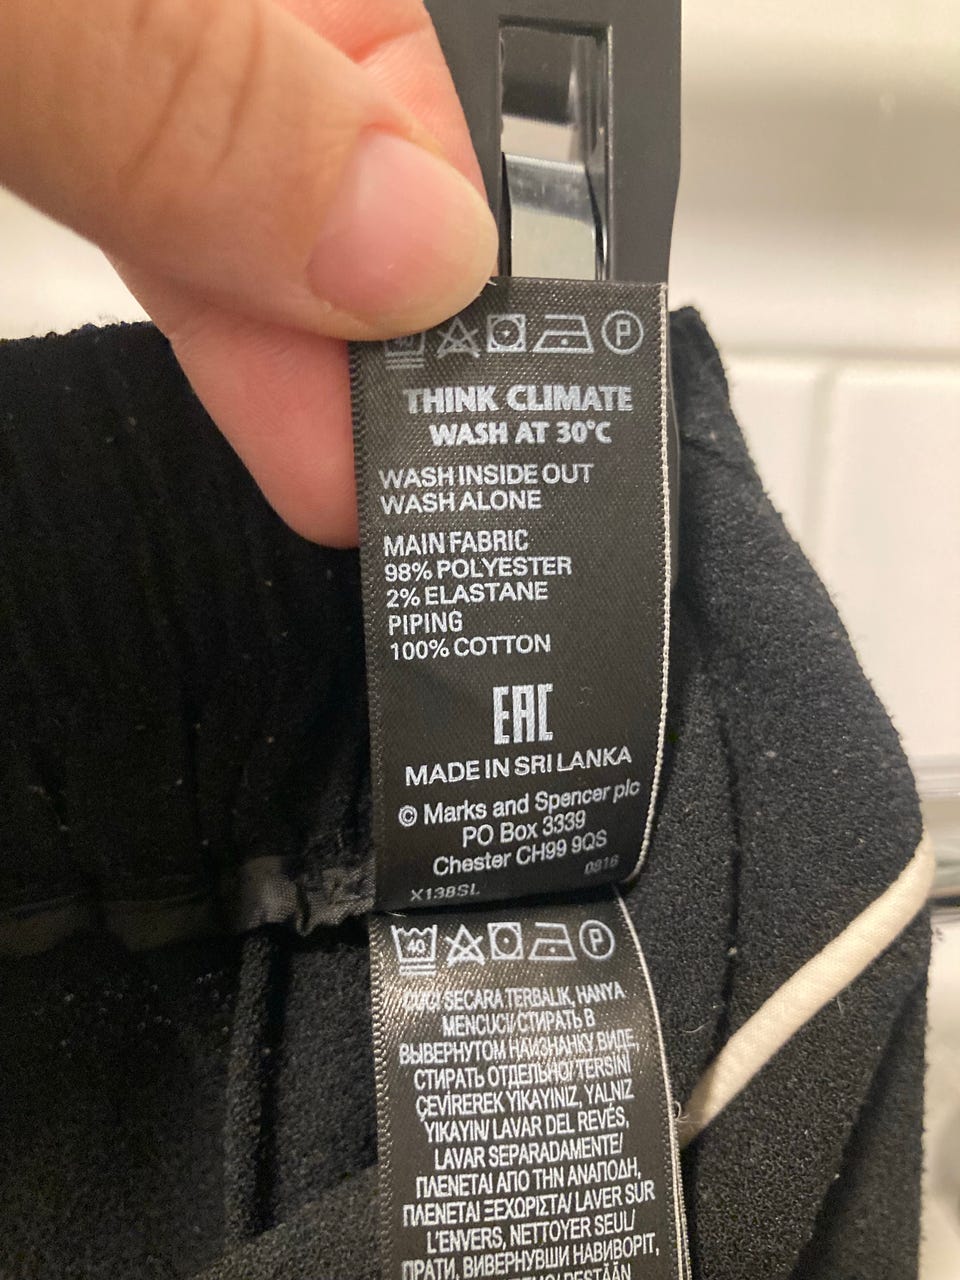 P
THINK CLIMATE
WASH AT 30°C
WASH INSIDE OUT
WASH ALONE
MAIN FABRIC
98% POLYESTER
2% ELASTANE
PIPING
100% COTTON
EAC
MADE IN SRI LANKA
© Marks and Spencer plc
PO Box 3339
Chester CH99 9QS
0816
X138SL
40 P
CUCI SECARA TERBALIK, HANYA
MENCUCI/ СТИРАТЬ В
ВЫВЕРНУТОМ НАИЗНАНКУ ВИДЕ,
СТИРАТЬ ОТДЕЛЬНО/ TERSİNİ
ÇEVİREREK YIKAYINIZ, YALNIZ
YIKAYIN/ LAVAR DEL REVÉS,
LAVAR SEPARADAMENTE/
ΠΛΕΝΕΤΑΙ ΑΠΟ ΤΗΝ ΑΝΑΠΟΔΗ,
ΠΛΕΝΕΤΑΙ ΞΕΧΩΡΙΣΤΑ/ LAVER SUR
L'ENVERS, NETTOYER SEUL/
ПРАТИ, ВИВЕРНУВШИ НАВИВОРІТ,